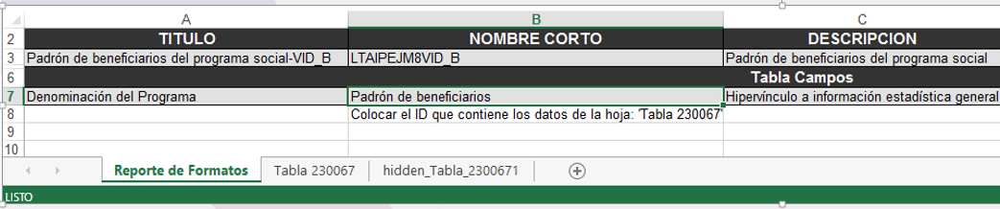 A B C
2 TITULO NOMBRE CORTO DESCRIPCION
3 Padrón de beneficiarios del programa social-VID_B LTAIPEJM8VID_B Padrón de beneficiarios del programa social
6 Tabla Campos
7 Denominación del Programa Padrón de beneficiarios Hipervínculo a información estadística general
8 Colocar el ID que contiene los datos de la hoja: 'Tabla 230067'
9
10
Reporte de Formatos Tabla 230067 hidden_Tabla_2300671
LISTO